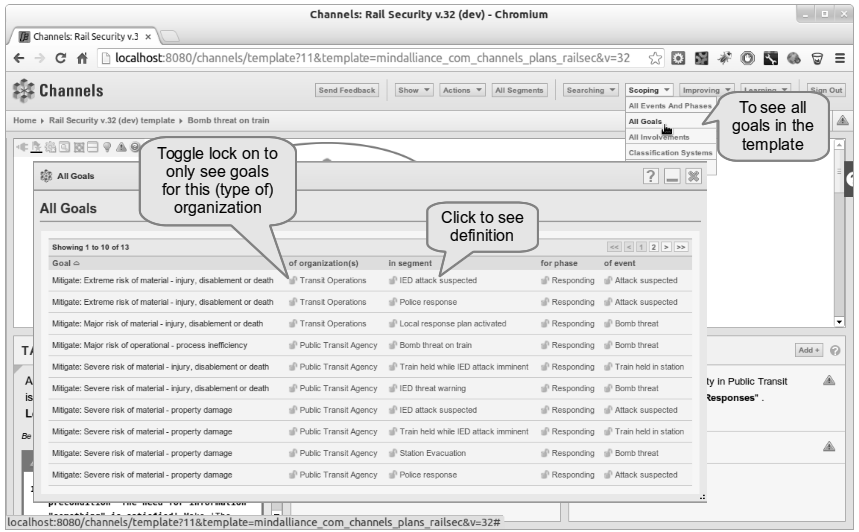 Channels: Rail Security v.32 (dev) - Chromium
Channels: Rail Security v.3
localhost:8080/channels/template?11&template=mindalliance_com_channels_plans_railsec&v=32
Channels
Send Feedback Show Actions All Segments Searching Scoping Improving Learning Sign Out
Home › Rail Security v.32 (dev) template › Bomb threat on train
All Events And Phases
All Goals
All Involvements
Classification Systems
To see all
goals in the
template
Toggle lock on to
only see goals
for this (type of)
organization
Click to see
definition
All Goals
?
All Goals
Showing 1 to 10 of 13
<< < 1 2 > >>
Goal of organization(s) in segment for phase of event
Mitigate: Extreme risk of material - injury, disablement or death Transit Operations IED attack suspected Responding Attack suspected
Mitigate: Extreme risk of material - injury, disablement or death Transit Operations Police response Responding Attack suspected
Mitigate: Major risk of material - injury, disablement or death Transit Operations Local response plan activated Responding Bomb threat
Mitigate: Major risk of operational - process inefficiency Public Transit Agency Bomb threat on train Responding Bomb threat
Mitigate: Severe risk of material - injury, disablement or death Public Transit Agency Train held while IED attack imminent Responding Train held in station
Mitigate: Severe risk of material - injury, disablement or death Public Transit Agency IED threat warning Responding Bomb threat
Mitigate: Severe risk of material - property damage Public Transit Agency IED attack suspected Responding Attack suspected
Mitigate: Severe risk of material - property damage Public Transit Agency Train held while IED attack imminent Responding Train held in station
Mitigate: Severe risk of material - property damage Public Transit Agency Station Evacuation Responding Bomb threat
Mitigate: Severe risk of material - property damage Public Transit Agency Police response Responding Attack suspected
Add +
ty in Public Transit
Responses" .
Be
localhost:8080/channels/template?11&template=mindalliance_com_channels_plans_railsec&v=32#